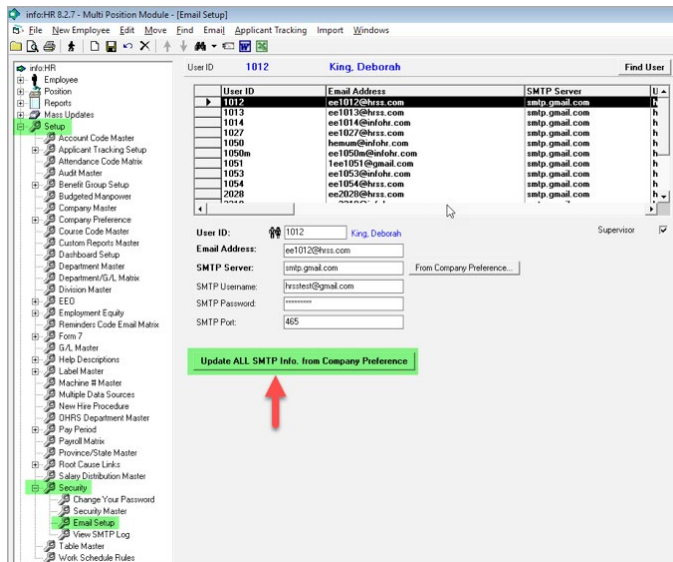 info:HR 8.2.7 - Multi Position Module - [Email Setup]
File New Employee Edit Move Find Email Applicant Tracking Import Windows
info:HR
Employee
Position
Reports
Mass Updates
Setup
Account Code Master
Applicant Tracking Setup
Attendance Code Matrix
Audit Master
Benefit Group Setup
Budgeted Manpower
Company Master
Company Preference
Course Code Master
Custom Reports Master
Dashboard Setup
Department Master
Department/G/L Matrix
Division Master
EEO
Employment Equity
Reminders Code Email Matrix
Form 7
G/L Master
Help Descriptions
Label Master
Machine # Master
Multiple Data Sources
New Hire Procedure
OHRS Department Master
Pay Period
Payroll Matrix
Province/State Master
Root Cause Links
Salary Distribution Master
Security
Change Your Password
Security Master
Email Setup
View SMTP Log
Table Master
Work Schedule Rules
User ID 1012 King, Deborah Find User
User ID Email Address SMTP Server U
1012 ee1012@hrss.com smtp.gmail.com h
1013 ee1013@hrss.com smtp.gmail.com h
1014 ee1014@infohr.com smtp.gmail.com h
1027 ee1027@hrss.com smtp.gmail.com h
1050 hemum@infohr.com smtp.gmail.com h
1050m ee1050m@infohr.com smtp.gmail.com h
1051 1ee1051@gmail.com smtp.gmail.com h
1053 ee1053@infohr.com smtp.gmail.com h
1054 ee1054@hrss.com smtp.gmail.com h
2028 ee2028@hrss.com smtp.gmail.com h
User ID: 1012 King, Deborah Supervisor
Email Address: ee1012@hrss.com
SMTP Server: smtp.gmail.com From Company Preference...
SMTP Username: hrsstest@gmail.com
SMTP Password: *********
SMTP Port: 465
Update ALL SMTP Info. from Company Preference